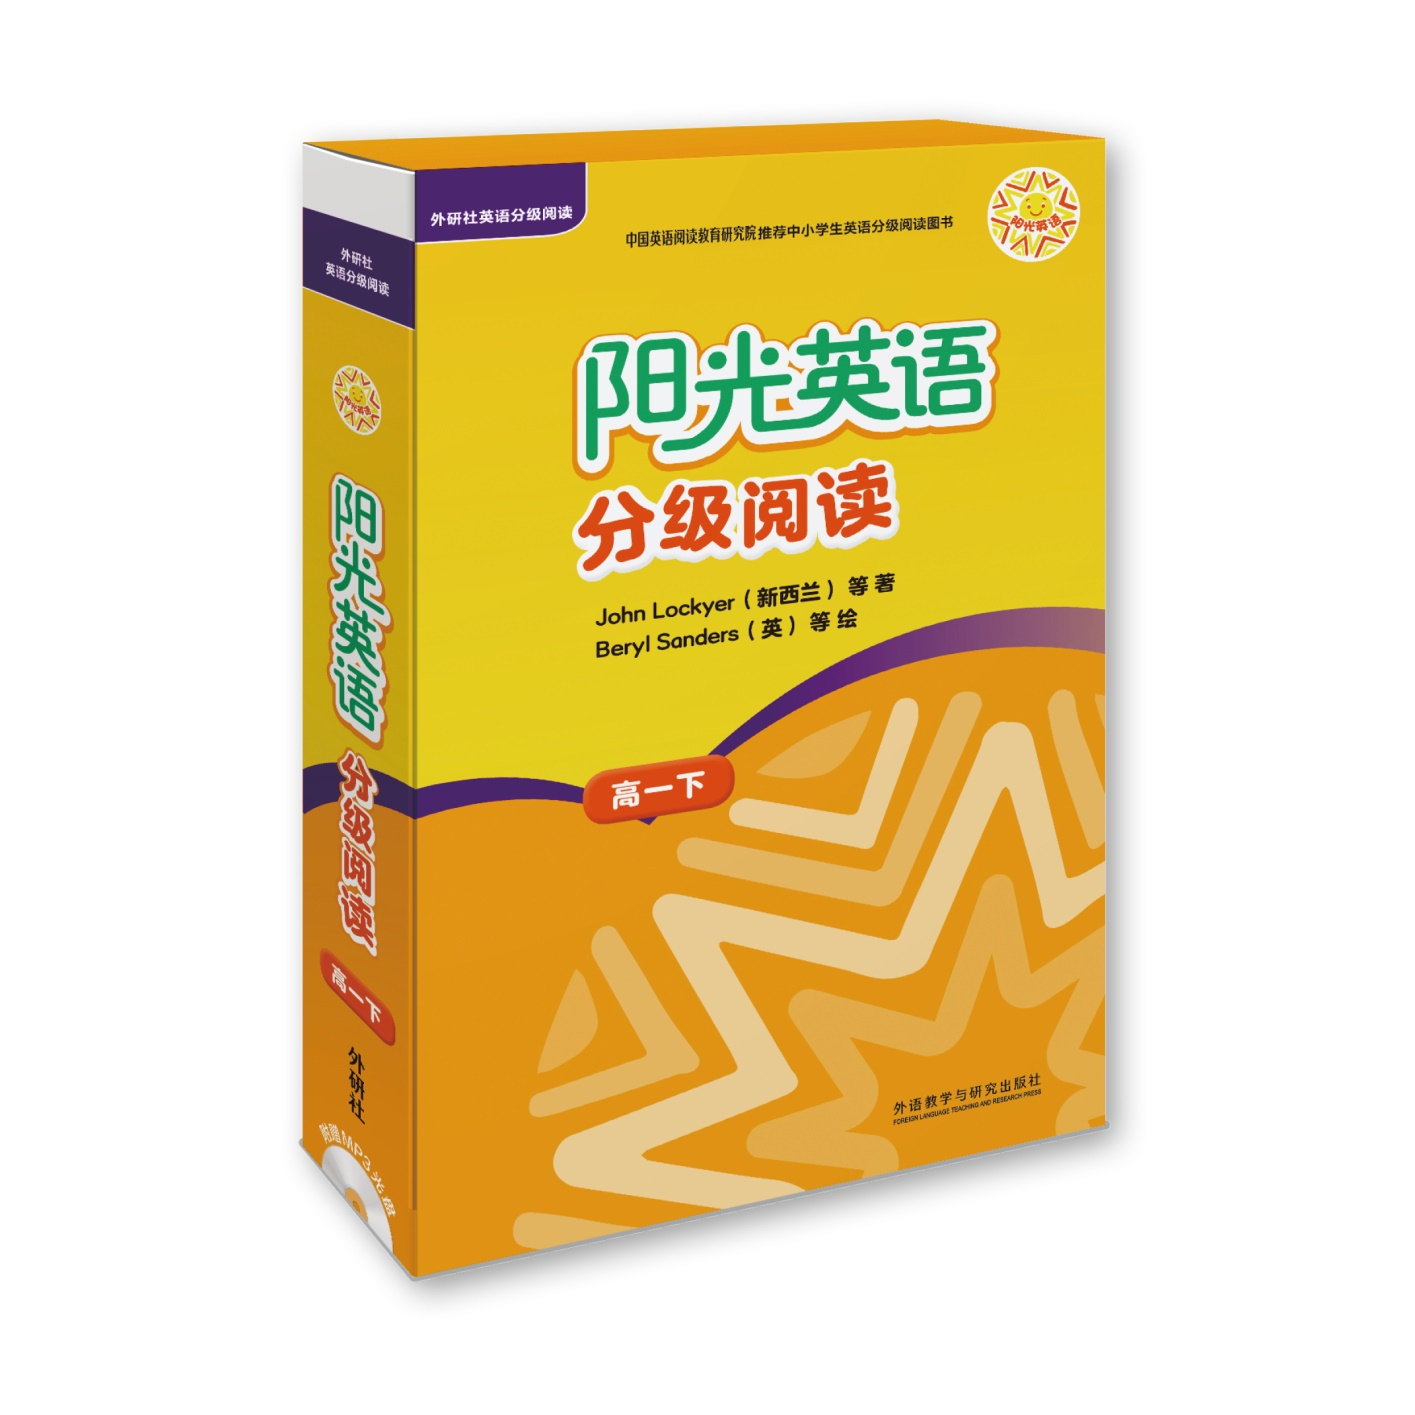 外研社英语分级阅读
中国英语阅读教育研究院推荐中小学生英语分级阅读图书
阳光英语
阳光英语
分级阅读
John Lockyer（新西兰）等 著
Beryl Sanders（英）等 绘
高一下
外语教学与研究出版社
FOREIGN LANGUAGE TEACHING AND RESEARCH PRESS
外研社
英语分级阅读
阳光英语
阳光英语
分级阅读
高一下
外研社
附赠MP3光盘